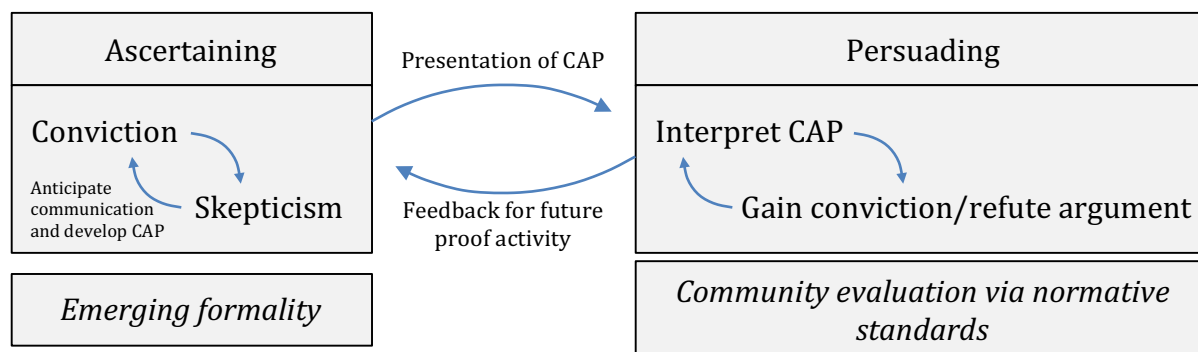 Ascertaining
Conviction
Anticipate
communication
and develop CAP
Skepticism
Emerging formality
Presentation of CAP
Feedback for future
proof activity
Persuading
Interpret CAP
Gain conviction/refute argument
Community evaluation via normative
standards